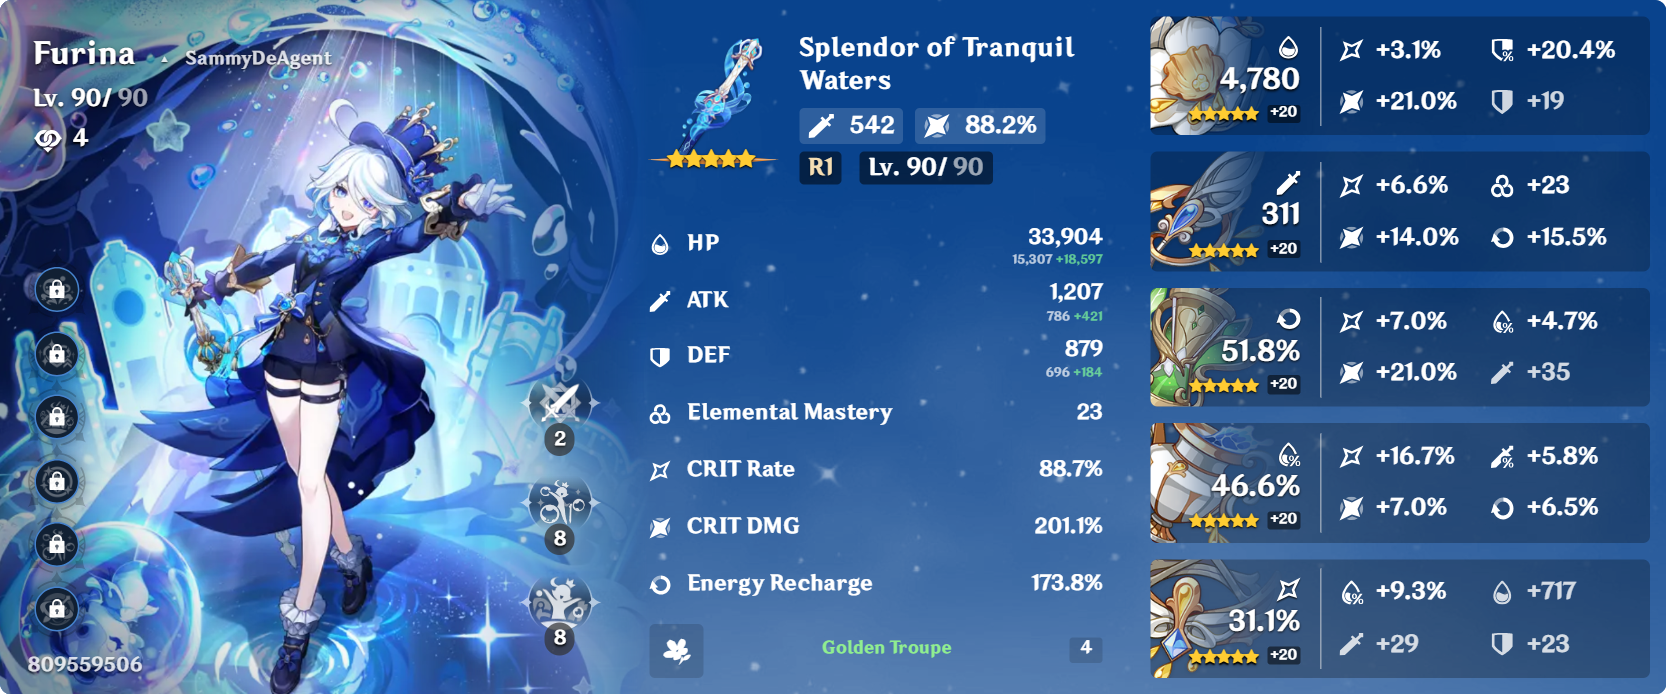 Furina • SammyDeAgent
Lv. 90/ 90
4
2
8
8
809559506
Splendor of Tranquil
Waters
542 88.2%
R1 Lv. 90/ 90
HP 33,904
15,307 +18,597
ATK 1,207
786 +421
DEF 879
696 +184
Elemental Mastery 23
CRIT Rate 88.7%
CRIT DMG 201.1%
Energy Recharge 173.8%
Golden Troupe 4
4,780
+20
+3.1% +20.4%
+21.0% +19
311
+20
+6.6% +23
+14.0% +15.5%
51.8%
+20
+7.0% +4.7%
+21.0% +35
46.6%
+20
+16.7% +5.8%
+7.0% +6.5%
31.1%
+20
+9.3% +717
+29 +23